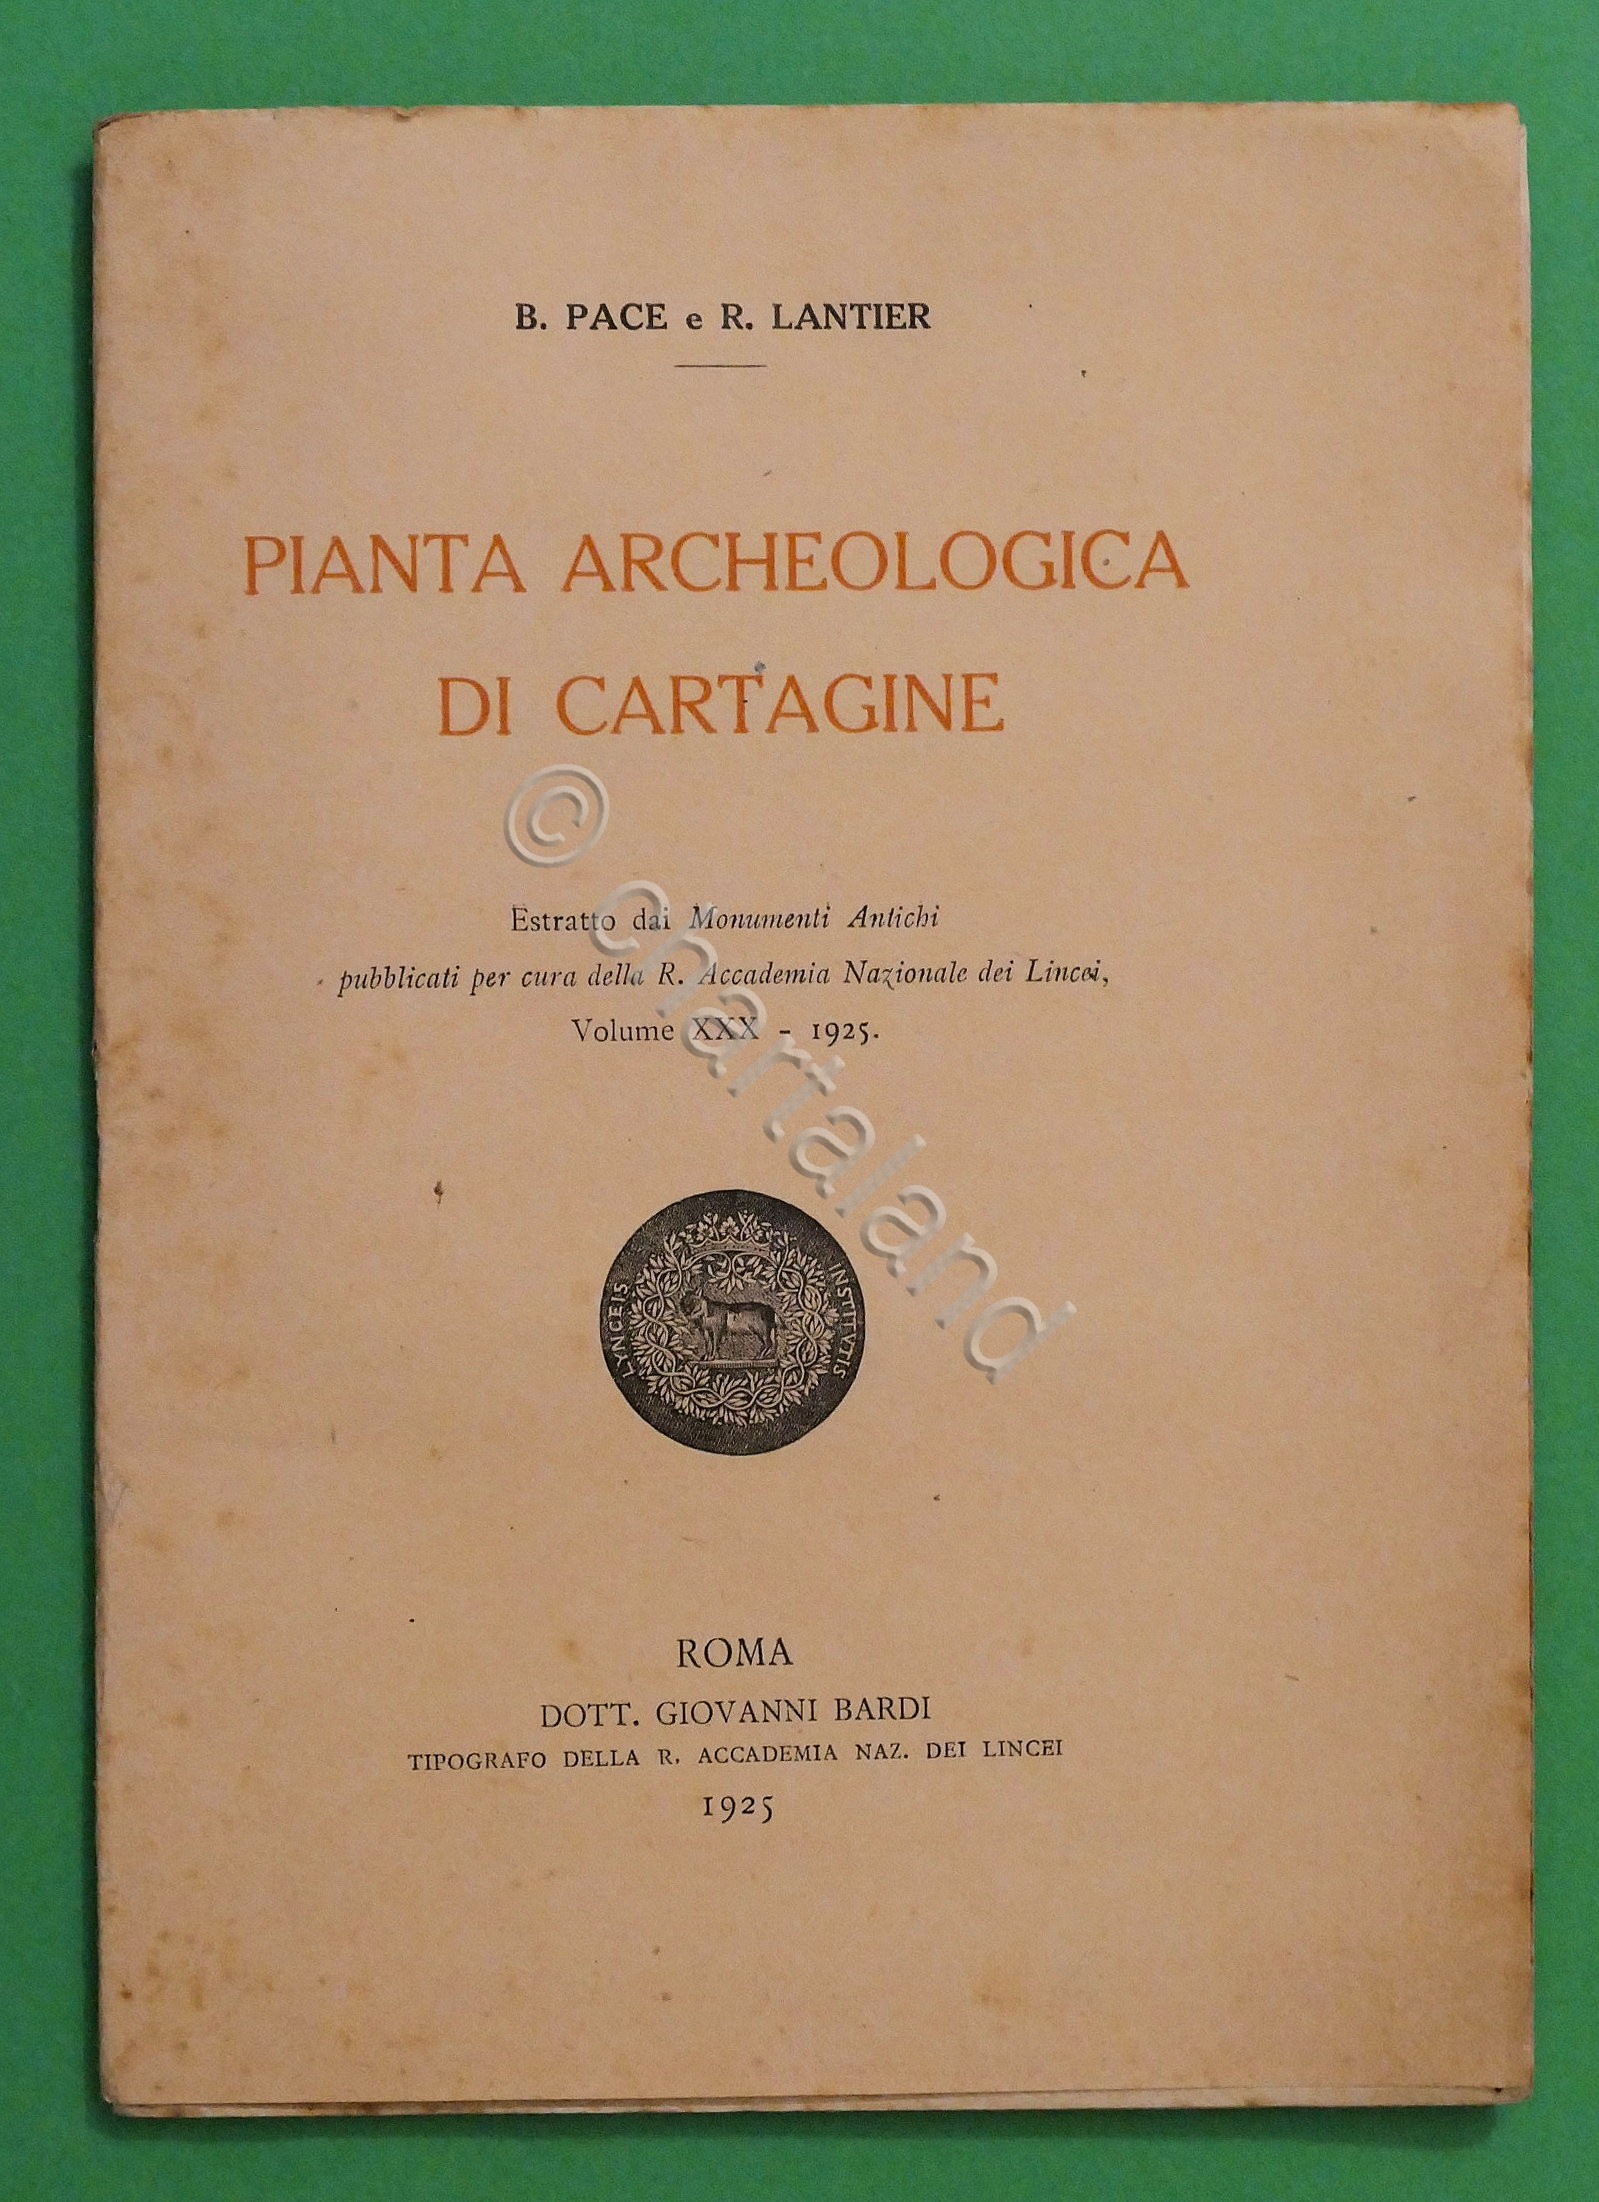 B. PACE e R. LANTIER
PIANTA ARCHEOLOGICA
DI CARTAGINE
Estratto dai Monumenti Antichi
pubblicati per cura della R. Accademia Nazionale dei Lincei,
Volume XXX - 1925.
© chartaland
LYNCEIS INSTITVTIS
ROMA
DOTT. GIOVANNI BARDI
TIPOGRAFO DELLA R. ACCADEMIA NAZ. DEI LINCEI
1925